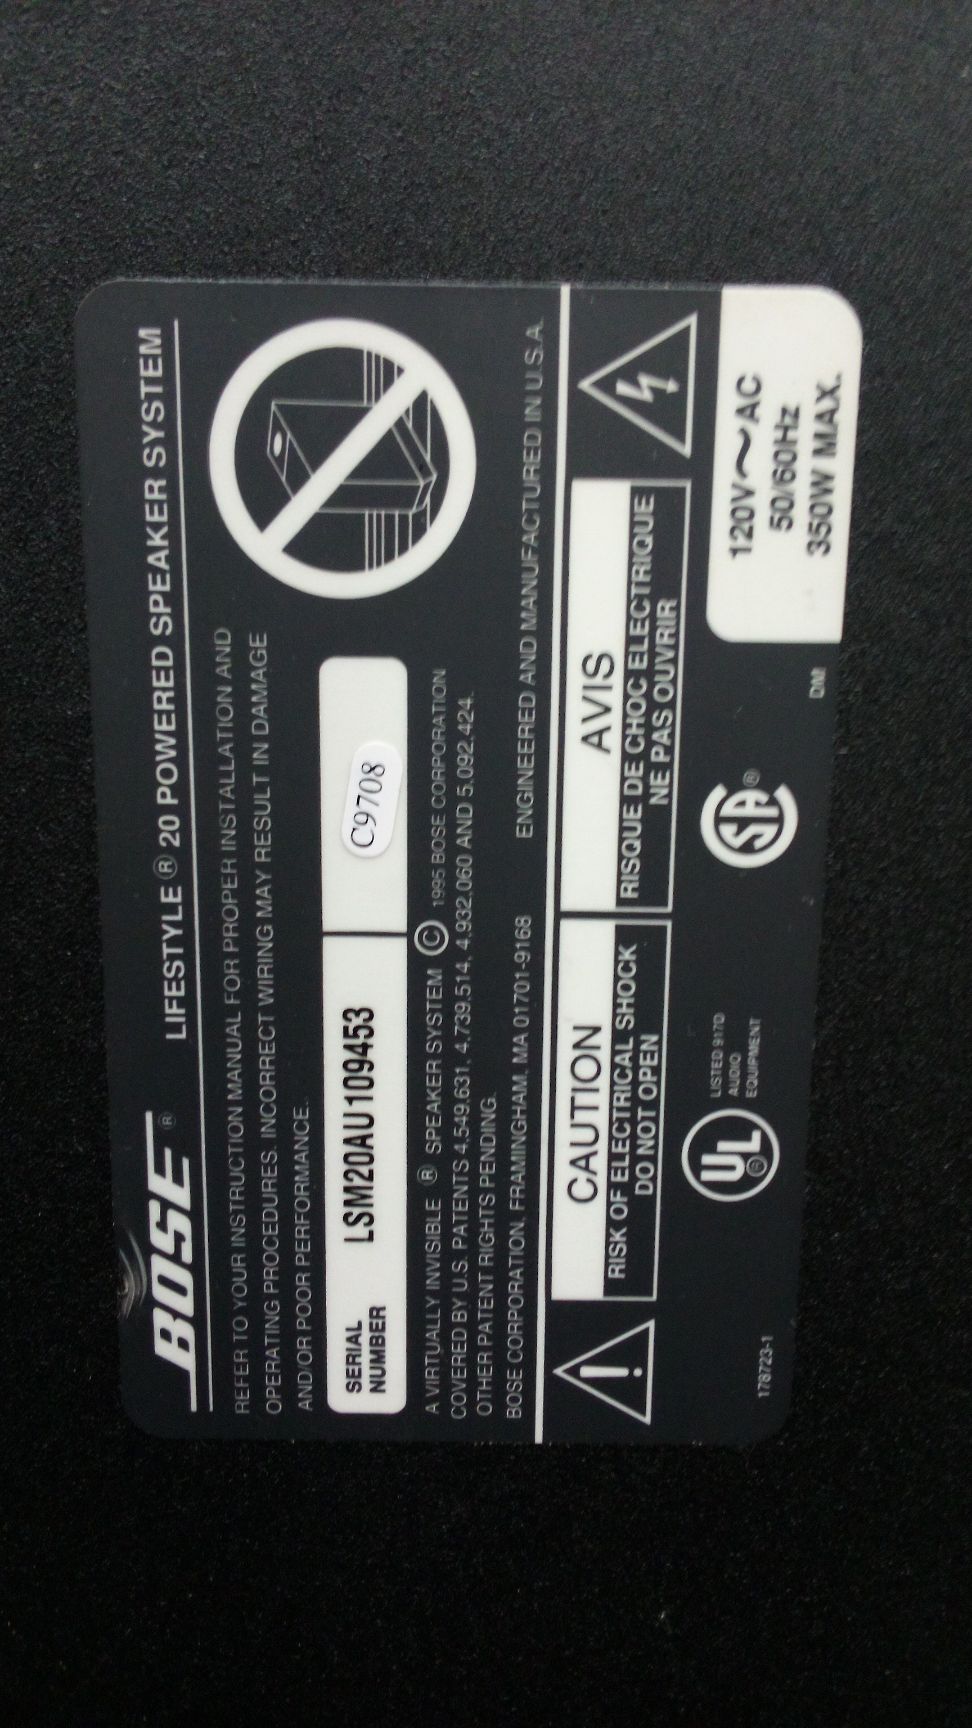 BOSE ® LIFESTYLE ® 20 POWERED SPEAKER SYSTEM
REFER TO YOUR INSTRUCTION MANUAL FOR PROPER INSTALLATION AND
OPERATING PROCEDURES. INCORRECT WIRING MAY RESULT IN DAMAGE
AND/OR POOR PERFORMANCE.
SERIAL
NUMBER
LSM20AU109453
C9708
A VIRTUALLY INVISIBLE ® SPEAKER SYSTEM © 1995 BOSE CORPORATION
COVERED BY U.S. PATENTS 4.549.631, 4.739.514, 4.932.060 AND 5.092.424.
OTHER PATENT RIGHTS PENDING.
BOSE CORPORATION, FRAMINGHAM, MA 01701-9168 ENGINEERED AND MANUFACTURED IN U.S.A.
CAUTION
RISK OF ELECTRICAL SHOCK
DO NOT OPEN
AVIS
RISQUE DE CHOC ELECTRIQUE
NE PAS OUVRIR
UL ®
LISTED 917D
AUDIO
EQUIPMENT
SA ®
120V~AC
50/60Hz
350W MAX.
178723-1
DMI